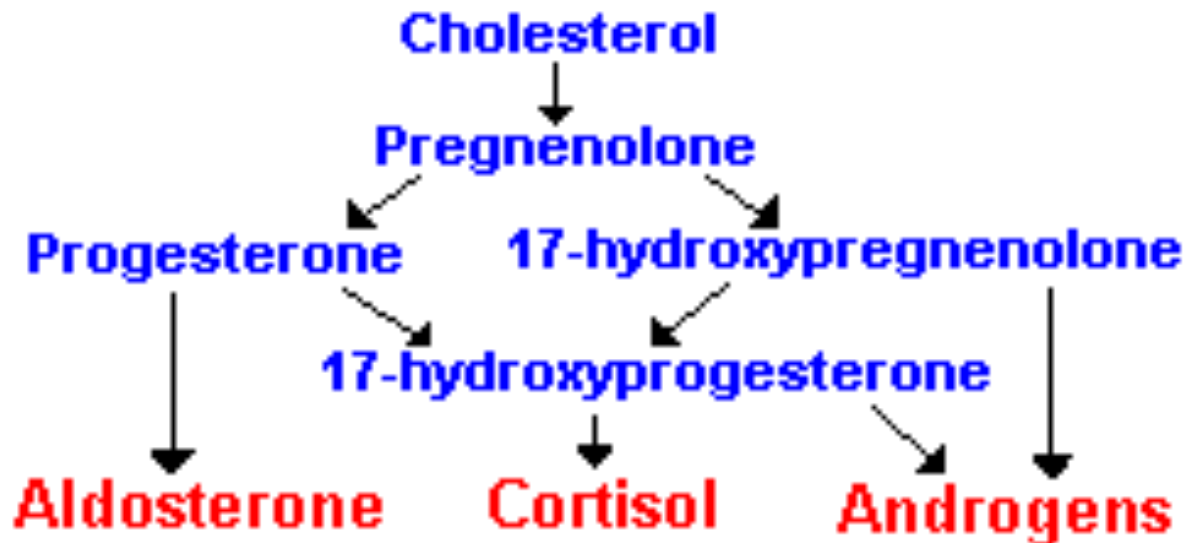 Cholesterol
Pregnenolone
Progesterone 17-hydroxypregnenolone
17-hydroxyprogesterone
Aldosterone Cortisol Androgens